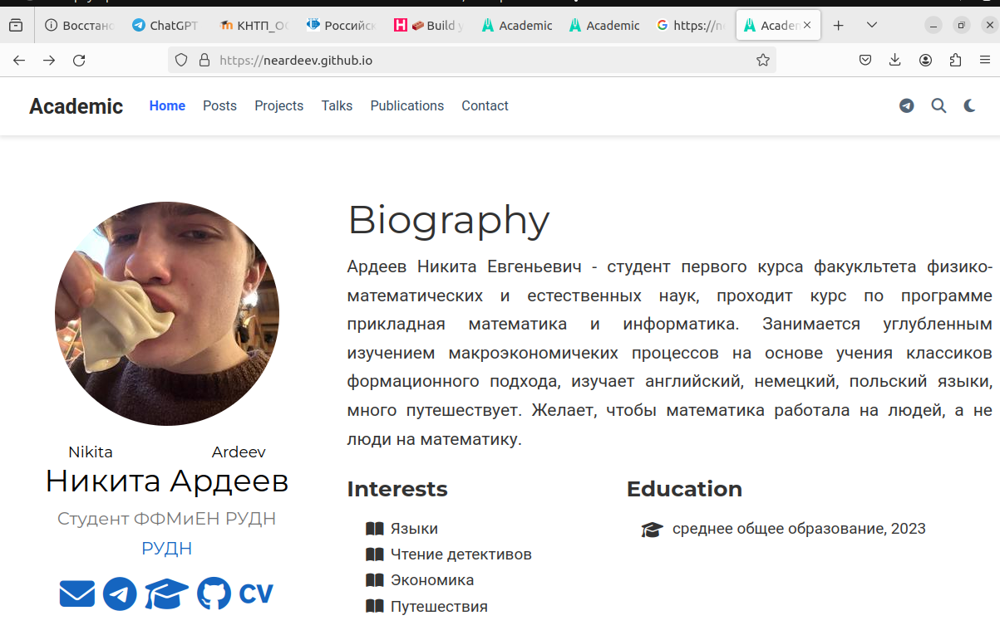 Восстано
ChatGPT
КНТП_ОС
Российск
Build y
Academic
Academic
https://ne
Academ
https://neardeev.github.io
Academic
Home
Posts
Projects
Talks
Publications
Contact
Biography
Ардеев Никита Евгеньевич - студент первого курса факукльтета физико-
математических и естественных наук, проходит курс по программе
прикладная математика и информатика. Занимается углубленным
изучением макроэкономичеких процессов на основе учения классиков
формационного подхода, изучает английский, немецкий, польский языки,
много путешествует. Желает, чтобы математика работала на людей, а не
люди на математику.
Nikita Ardeev
Никита Ардеев
Студент ФФМиЕН РУДН
РУДН
CV
Interests
Языки
Чтение детективов
Экономика
Путешествия
Education
среднее общее образование, 2023